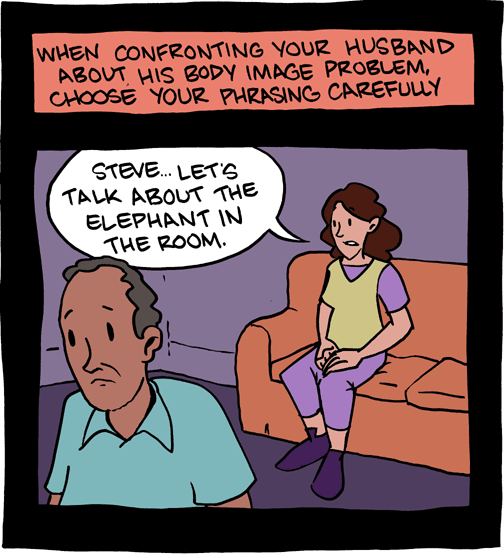 WHEN CONFRONTING YOUR HUSBAND
ABOUT HIS BODY IMAGE PROBLEM,
CHOOSE YOUR PHRASING CAREFULLY
STEVE... LET'S
TALK ABOUT THE
ELEPHANT IN
THE ROOM.